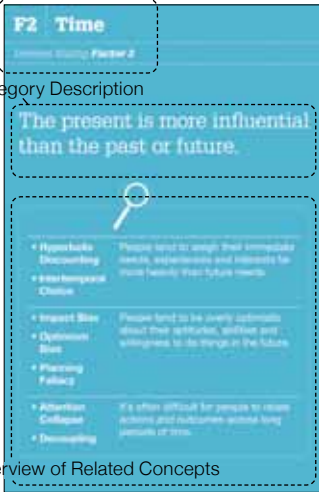 F2 Time
Decision Making Factor 2
egory Description
The present is more influential
than the past or future.
• Hyperbolic
Discounting
• Intertemporal
Choice
People tend to weigh their immediate
needs, experiences and interests far
more heavily than future needs.
• Impact Bias
• Optimism
Bias
• Planning
Fallacy
People tend to be overly optimistic
about their aptitudes, abilities and
willingness to do things in the future.
• Attention
Collapse
• Decoupling
It's often difficult for people to relate
actions and outcomes across long
periods of time.
rview of Related Concepts